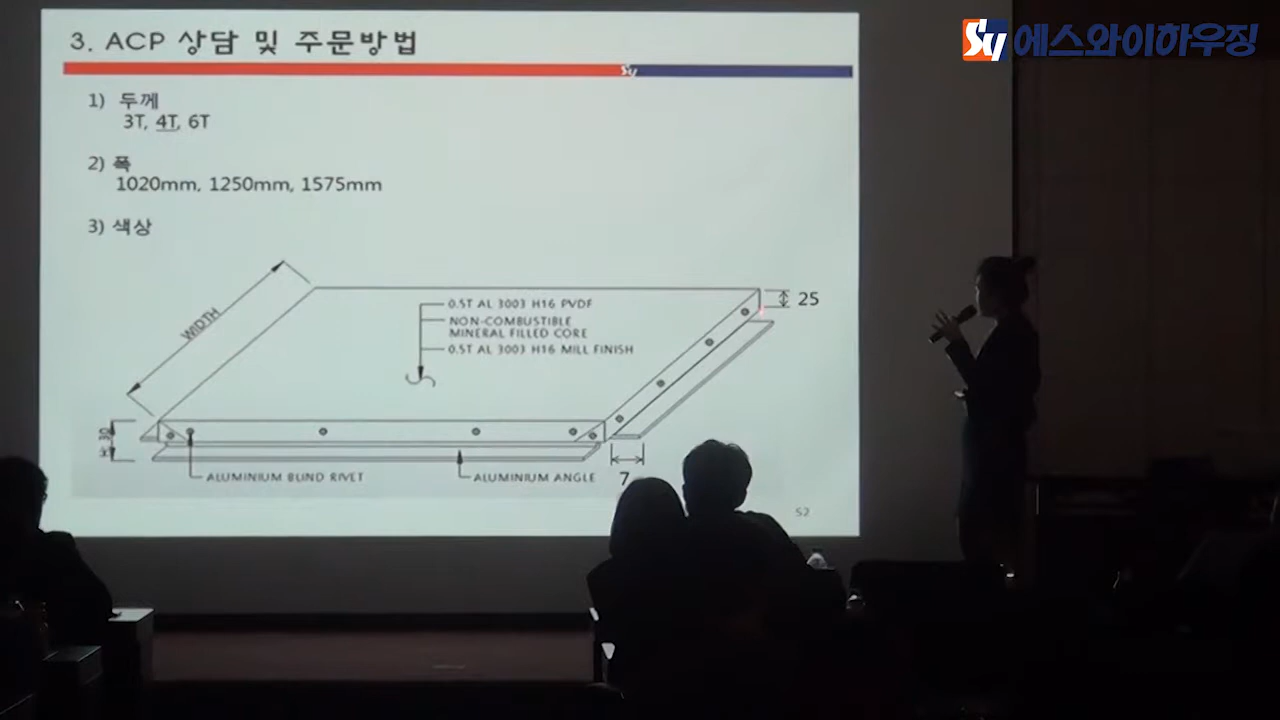 3. ACP 상담 및 주문방법
SY
SY 에스와이하우징
1) 두께
3T, 4T, 6T
2) 폭
1020mm, 1250mm, 1575mm
3) 색상
WIDTH
0.5T AL 3003 H16 PVDF
NON-COMBUSTIBLE
MINERAL FILLED CORE
0.5T AL 3003 H16 MILL FINISH
25
30
ALUMINIUM BLIND RIVET
ALUMINIUM ANGLE
7
52